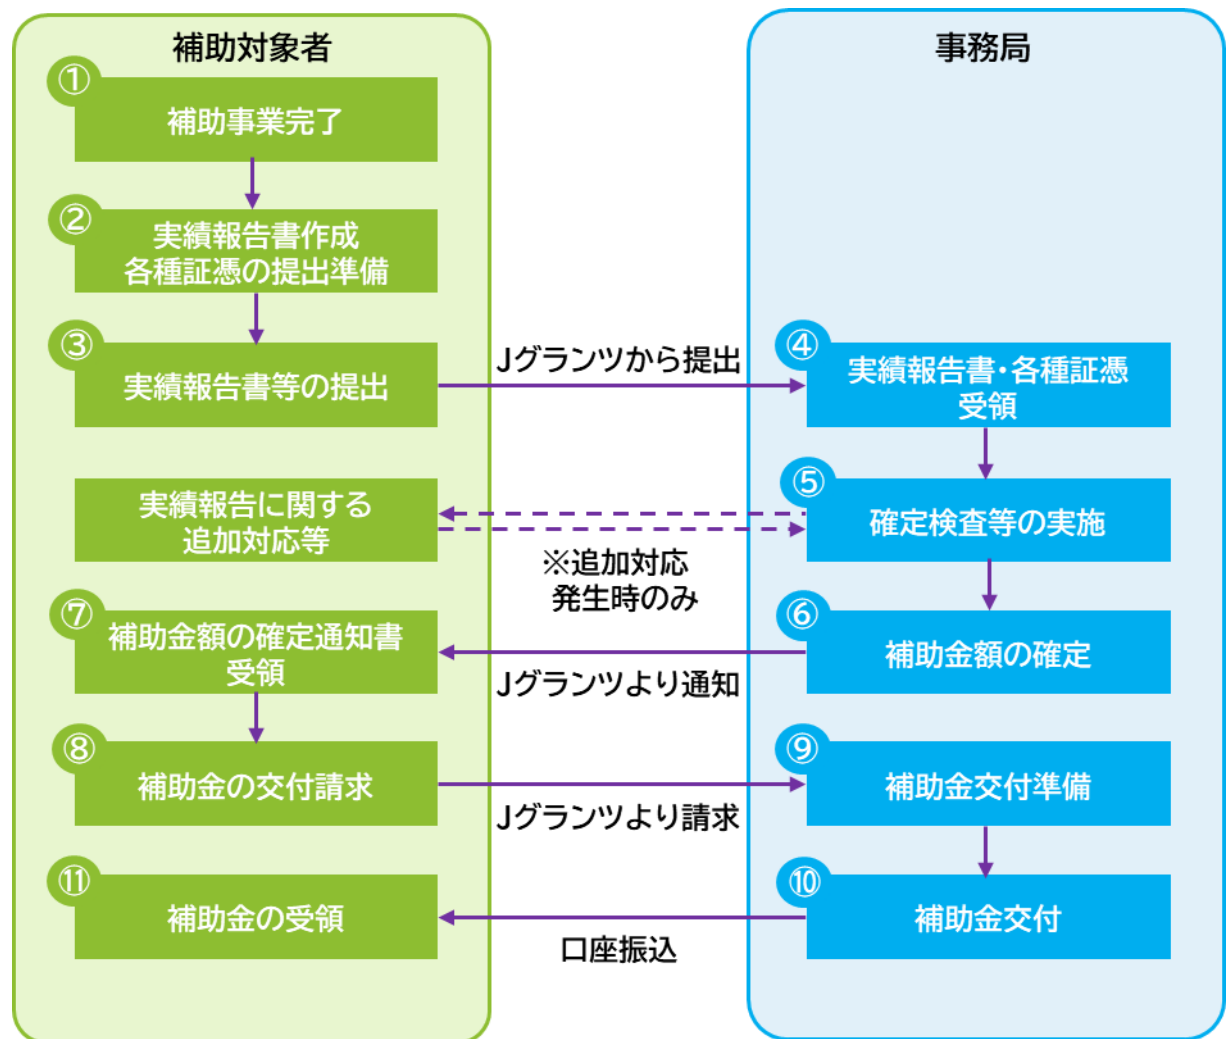 補助対象者
事務局
①
補助事業完了
②
実績報告書作成
各種証憑の提出準備
③
実績報告書等の提出
Jグランツから提出
④
実績報告書・各種証憑
受領
実績報告に関する
追加対応等
⑤
確定検査等の実施
※追加対応
発生時のみ
⑥
補助金額の確定
⑦
補助金額の確定通知書
受領
Jグランツより通知
⑧
補助金の交付請求
Jグランツより請求
⑨
補助金交付準備
⑩
補助金交付
⑪
補助金の受領
口座振込